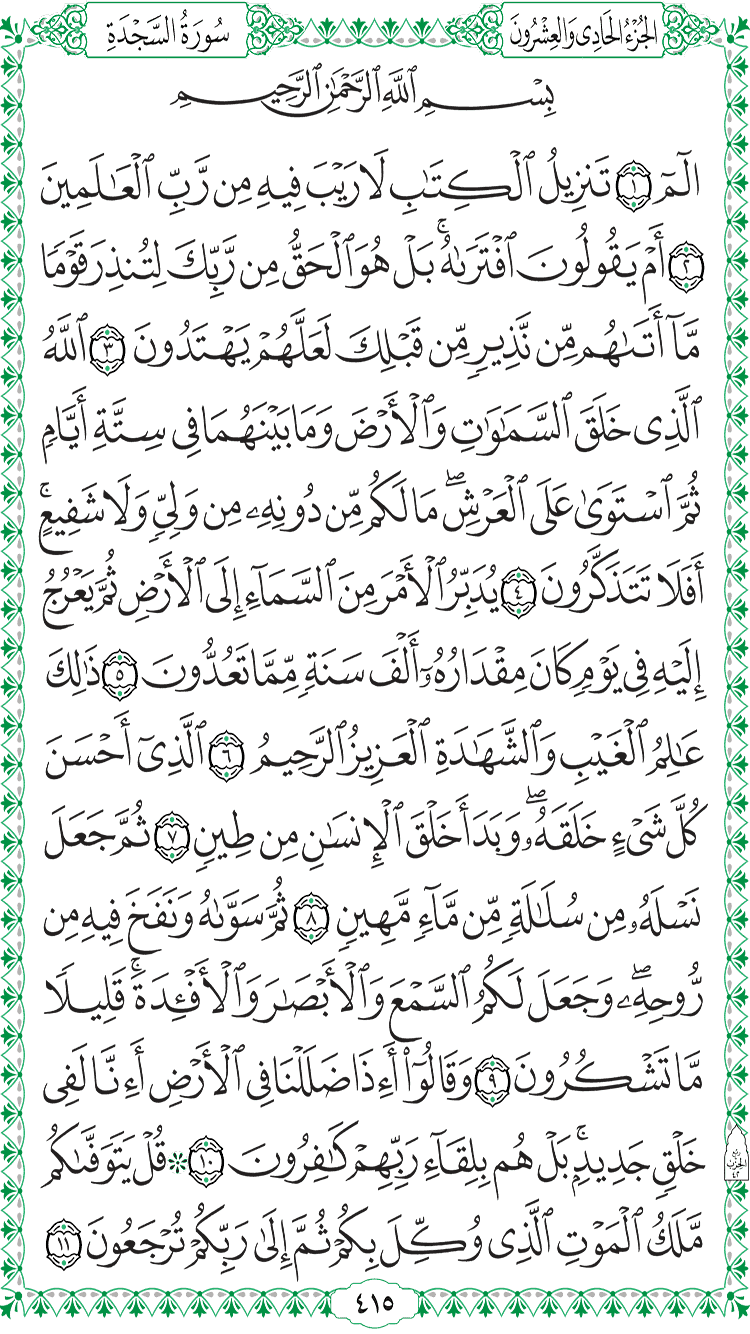 الجُزْءُ الحَادِي وَالعِشْرُونَ
سُورَةُ السَّجْدَةِ
بِسْمِ ٱللَّهِ ٱلرَّحْمَٰنِ ٱلرَّحِيمِ
الٓمٓ ۝١ تَنزِيلُ ٱلْكِتَٰبِ لَا رَيْبَ فِيهِ مِن رَّبِّ ٱلْعَٰلَمِينَ
۝٢ أَمْ يَقُولُونَ ٱفْتَرَىٰهُۚ بَلْ هُوَ ٱلْحَقُّ مِن رَّبِّكَ لِتُنذِرَ قَوْمًا
مَّآ أَتَىٰهُم مِّن نَّذِيرٍ مِّن قَبْلِكَ لَعَلَّهُمْ يَهْتَدُونَ ۝٣ ٱللَّهُ
ٱلَّذِى خَلَقَ ٱلسَّمَٰوَٰتِ وَٱلْأَرْضَ وَمَا بَيْنَهُمَا فِى سِتَّةِ أَيَّامٍ
ثُمَّ ٱسْتَوَىٰ عَلَى ٱلْعَرْشِۖ مَا لَكُم مِّن دُونِهِۦ مِن وَلِىٍّ وَلَا شَفِيعٍۚ
أَفَلَا تَتَذَكَّرُونَ ۝٤ يُدَبِّرُ ٱلْأَمْرَ مِنَ ٱلسَّمَآءِ إِلَى ٱلْأَرْضِ ثُمَّ يَعْرُجُ
إِلَيْهِ فِى يَوْمٍ كَانَ مِقْدَارُهُۥٓ أَلْفَ سَنَةٍ مِّمَّا تَعُدُّونَ ۝٥ ذَٰلِكَ
عَٰلِمُ ٱلْغَيْبِ وَٱلشَّهَٰدَةِ ٱلْعَزِيزُ ٱلرَّحِيمُ ۝٦ ٱلَّذِىٓ أَحْسَنَ
كُلَّ شَىْءٍ خَلَقَهُۥۖ وَبَدَأَ خَلْقَ ٱلْإِنسَٰنِ مِن طِينٍ ۝٧ ثُمَّ جَعَلَ
نَسْلَهُۥ مِن سُلَٰلَةٍ مِّن مَّآءٍ مَّهِينٍ ۝٨ ثُمَّ سَوَّىٰهُ وَنَفَخَ فِيهِ مِن
رُّوحِهِۦۖ وَجَعَلَ لَكُمُ ٱلسَّمْعَ وَٱلْأَبْصَٰرَ وَٱلْأَفْـِٔدَةَۚ قَلِيلًا
مَّا تَشْكُرُونَ ۝٩ وَقَالُوٓا۟ أَءِذَا ضَلَلْنَا فِى ٱلْأَرْضِ أَءِنَّا لَفِى
خَلْقٍ جَدِيدٍۚ بَلْ هُم بِلِقَآءِ رَبِّهِمْ كَٰفِرُونَ ۝١٠ ۞ قُلْ يَتَوَفَّىٰكُم
مَّلَكُ ٱلْمَوْتِ ٱلَّذِى وُكِّلَ بِكُمْ ثُمَّ إِلَىٰ رَبِّكُمْ تُرْجَعُونَ ۝١١
ربع
الحزب
٤٢
٤١٥